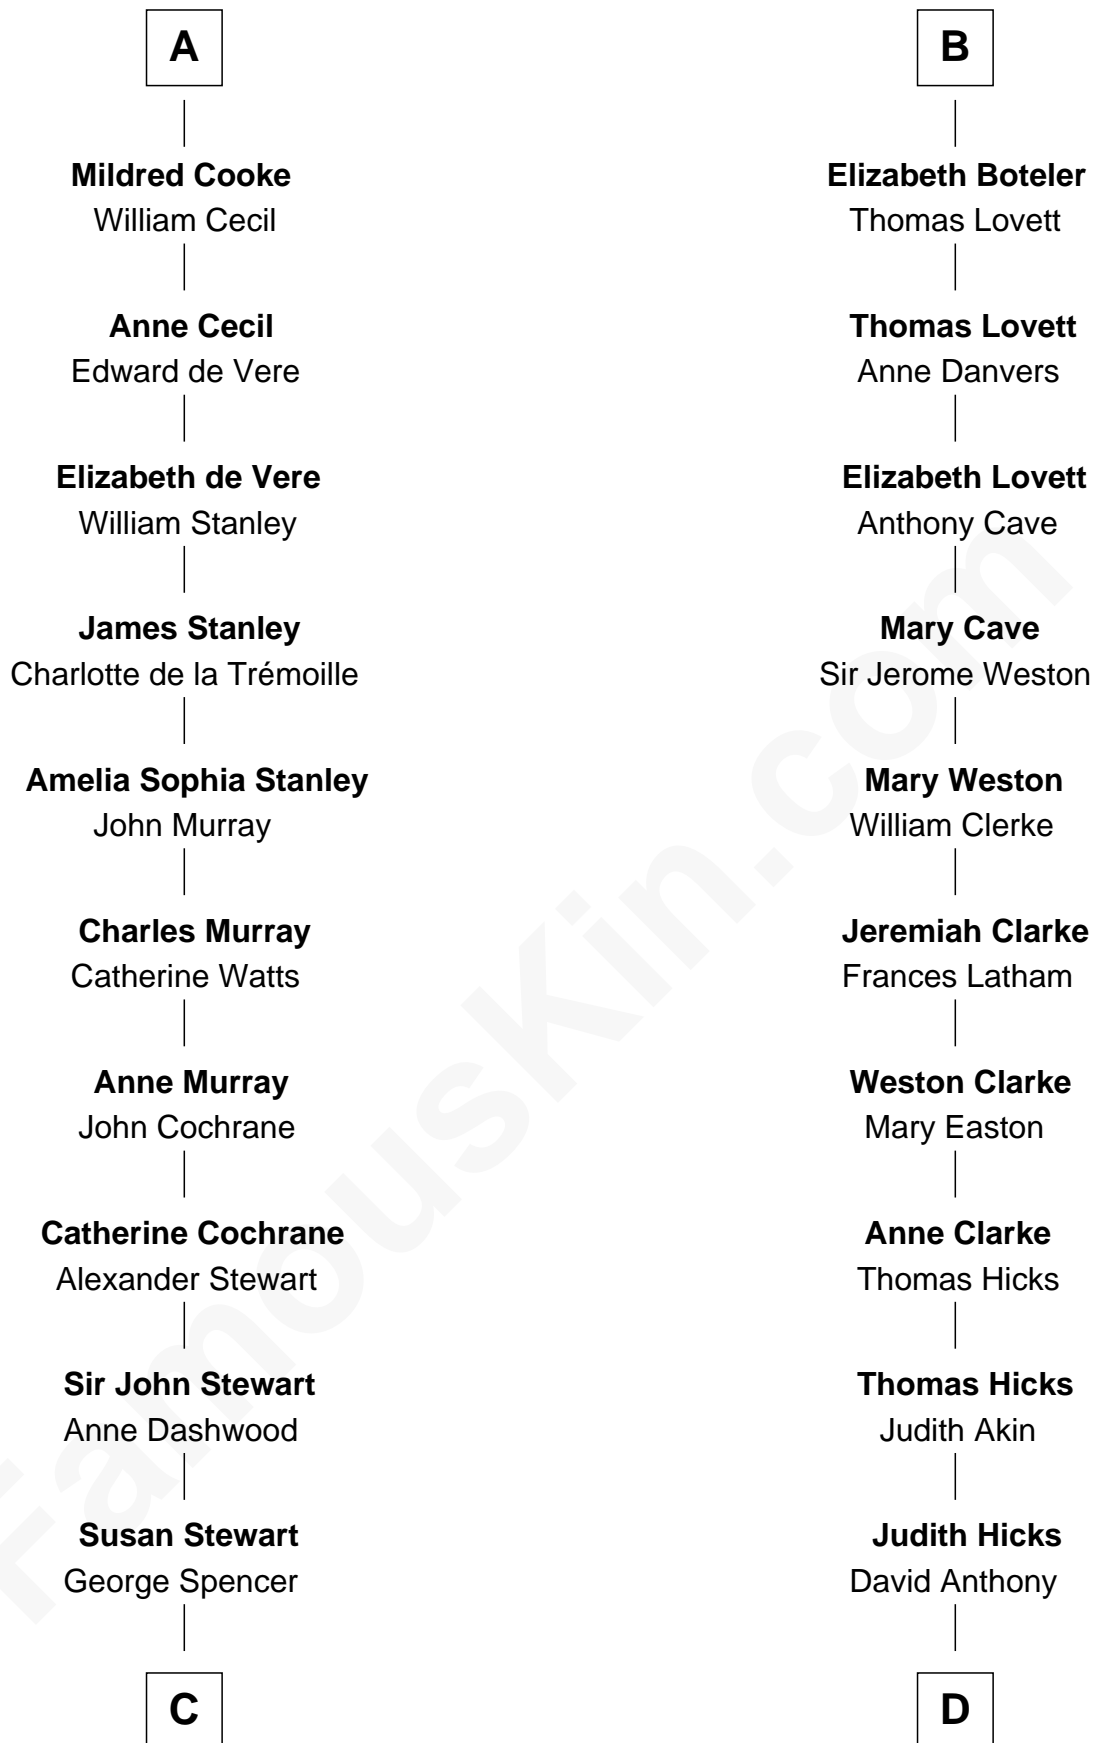 A
Mildred Cooke
William Cecil
Anne Cecil
Edward de Vere
Elizabeth de Vere
William Stanley
James Stanley
Charlotte de la Trémoille
Amelia Sophia Stanley
John Murray
Charles Murray
Catherine Watts
Anne Murray
John Cochrane
Catherine Cochrane
Alexander Stewart
Sir John Stewart
Anne Dashwood
Susan Stewart
George Spencer
C
B
Elizabeth Boteler
Thomas Lovett
Thomas Lovett
Anne Danvers
Elizabeth Lovett
Anthony Cave
Mary Cave
Sir Jerome Weston
Mary Weston
William Clerke
Jeremiah Clarke
Frances Latham
Weston Clarke
Mary Easton
Anne Clarke
Thomas Hicks
Thomas Hicks
Judith Akin
Judith Hicks
David Anthony
D
FamousKin.com